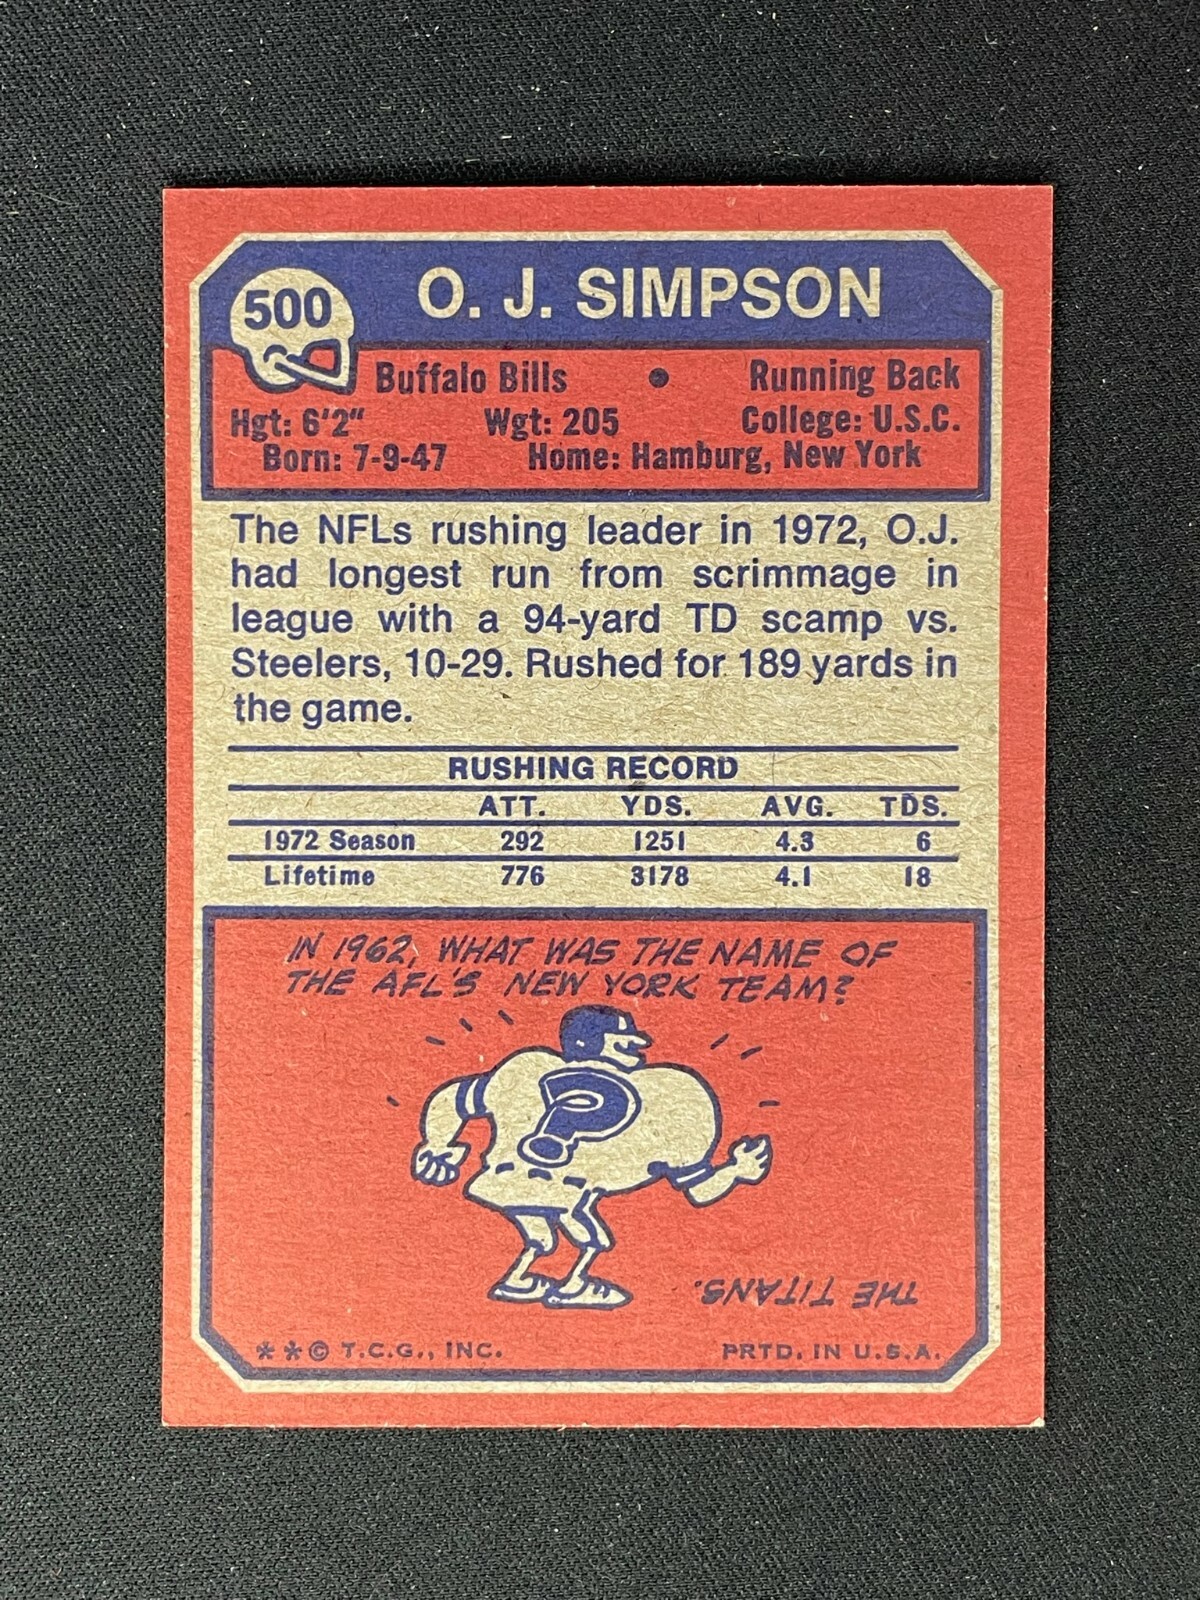 500
O. J. SIMPSON
Buffalo Bills • Running Back
Hgt: 6'2" Wgt: 205 College: U.S.C.
Born: 7-9-47 Home: Hamburg, New York
The NFLs rushing leader in 1972, O.J.
had longest run from scrimmage in
league with a 94-yard TD scamp vs.
Steelers, 10-29. Rushed for 189 yards in
the game.
RUSHING RECORD
ATT. YDS. AVG. TDS.
1972 Season 292 1251 4.3 6
Lifetime 776 3178 4.1 18
IN 1962, WHAT WAS THE NAME OF
THE AFL'S NEW YORK TEAM?
?
THE TITANS.
**© T.C.G., INC. PRTD. IN U.S.A.